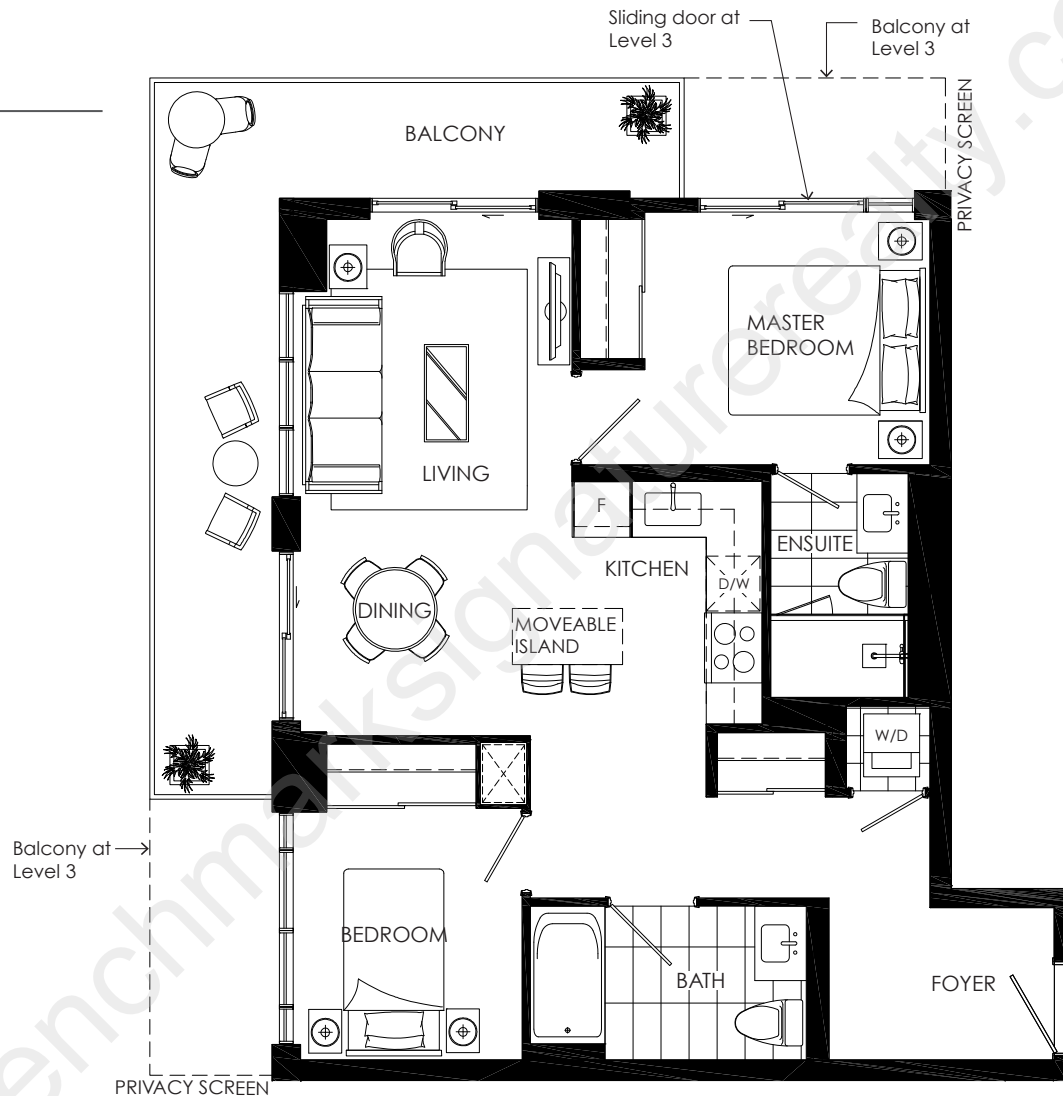 Sliding door at
Level 3
Balcony at
Level 3
PRIVACY SCREEN
BALCONY
MASTER
BEDROOM
LIVING
F
KITCHEN
ENSUITE
D/W
DINING
MOVEABLE
ISLAND
W/D
Balcony at
Level 3
BEDROOM
BATH
FOYER
PRIVACY SCREEN
enchmarksignaturerealty.c